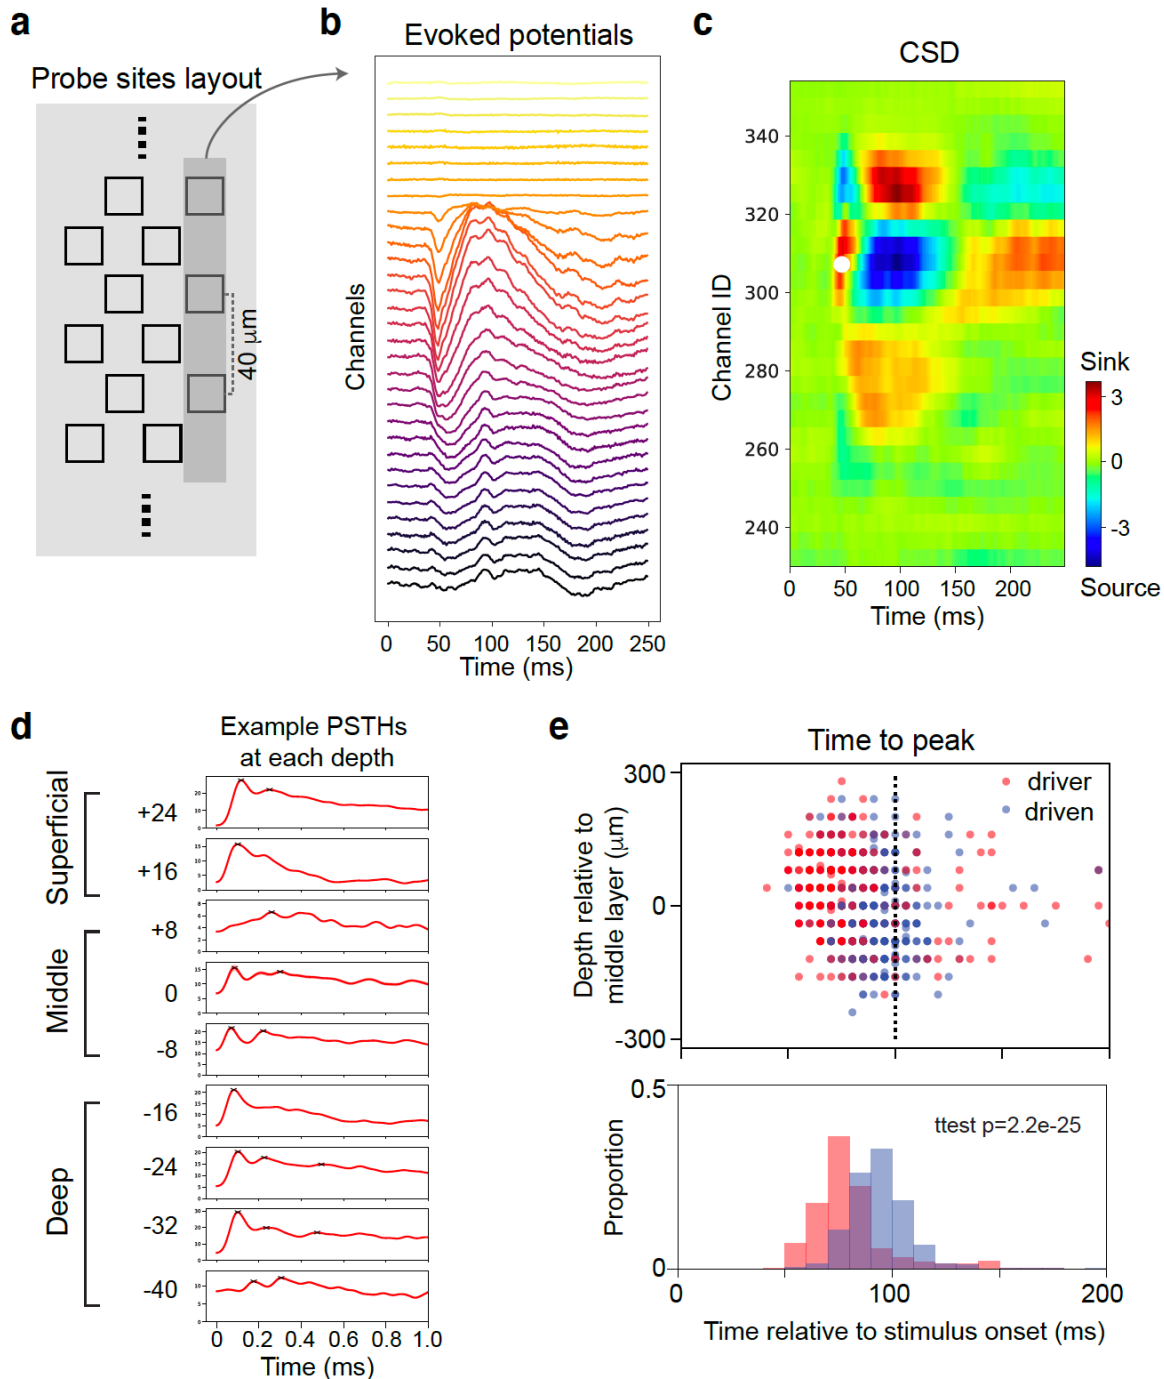 a
Probe sites layout
40 μm
b
Evoked potentials
Channels
0 50 100 150 200 250
Time (ms)
c
CSD
Channel ID
340
320
300
280
260
240
0 50 100 200
Time (ms)
Sink
3
0
-3
Source
d
Example PSTHs
at each depth
Superficial
Middle
Deep
+24
+16
+8
0
-8
-16
-24
-32
-40
0 0.2 0.4 0.6 0.8 1.0
Time (ms)
e
Time to peak
Depth relative to
middle layer (μm)
300
0
-300
driver
driven
Proportion
0.5
0
ttest p=2.2e-25
0 100 200
Time relative to stimulus onset (ms)